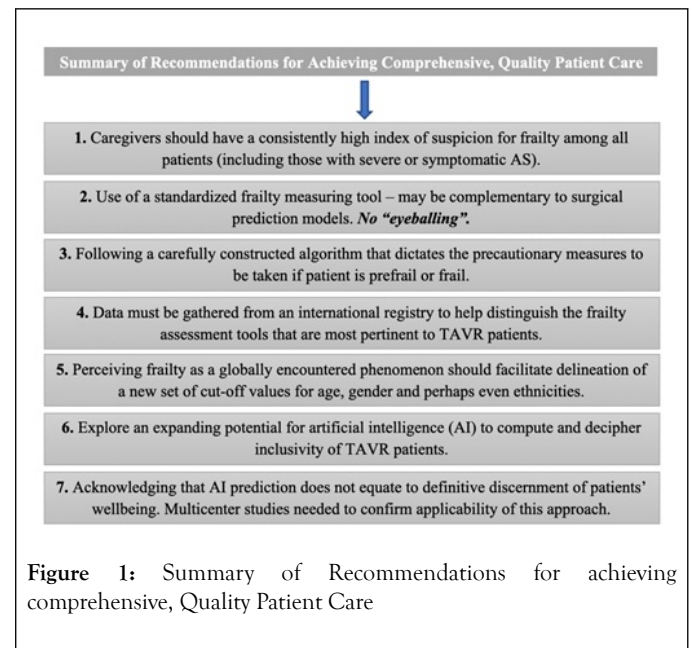 Summary of Recommendations for Achieving Comprehensive, Quality Patient Care
1. Caregivers should have a consistently high index of suspicion for frailty among all
patients (including those with severe or symptomatic AS).
2. Use of a standardized frailty measuring tool – may be complementary to surgical
prediction models. No “eyeballing”.
3. Following a carefully constructed algorithm that dictates the precautionary measures to
be taken if patient is prefrail or frail.
4. Data must be gathered from an international registry to help distinguish the frailty
assessment tools that are most pertinent to TAVR patients.
5. Perceiving frailty as a globally encountered phenomenon should facilitate delineation of
a new set of cut-off values for age, gender and perhaps even ethnicities.
6. Explore an expanding potential for artificial intelligence (AI) to compute and decipher
inclusivity of TAVR patients.
7. Acknowledging that AI prediction does not equate to definitive discernment of patients’
wellbeing. Multicenter studies needed to confirm applicability of this approach.
Figure 1: Summary of Recommendations for achieving
comprehensive, Quality Patient Care